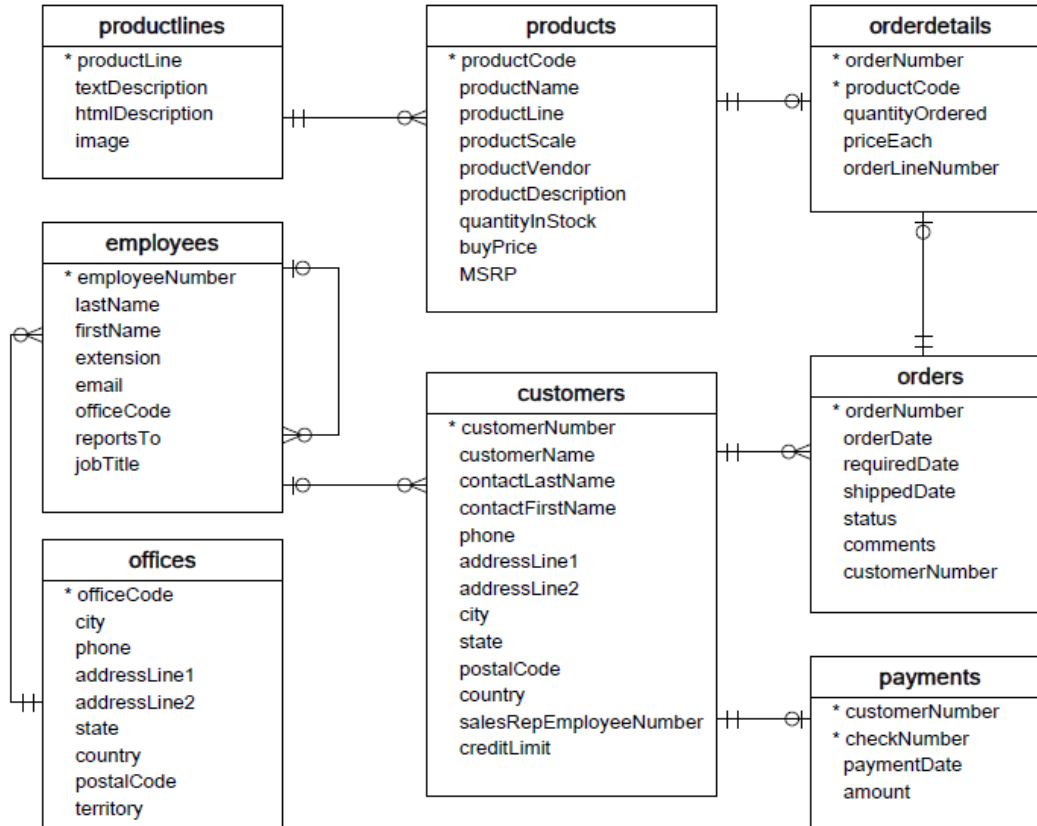 productlines
* productLine
textDescription
htmlDescription
image
products
* productCode
productName
productLine
productScale
productVendor
productDescription
quantityInStock
buyPrice
MSRP
orderdetails
* orderNumber
* productCode
quantityOrdered
priceEach
orderLineNumber
employees
* employeeNumber
lastName
firstName
extension
email
officeCode
reportsTo
jobTitle
customers
* customerNumber
customerName
contactLastName
contactFirstName
phone
addressLine1
addressLine2
city
state
postalCode
country
salesRepEmployeeNumber
creditLimit
orders
* orderNumber
orderDate
requiredDate
shippedDate
status
comments
customerNumber
offices
* officeCode
city
phone
addressLine1
addressLine2
state
country
postalCode
territory
payments
* customerNumber
* checkNumber
paymentDate
amount